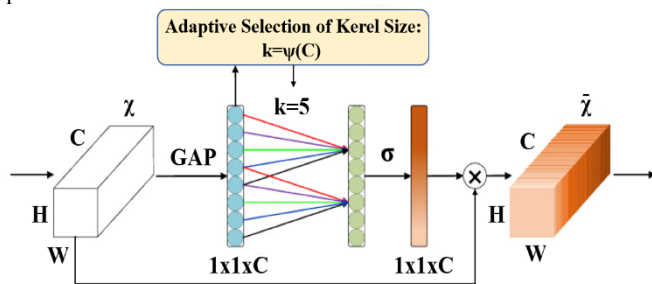 Adaptive Selection of Kerel Size:
k=ψ(C)
χ
C
H
W
GAP
k=5
1x1xC
σ
1x1xC
χ̄
C
H
W